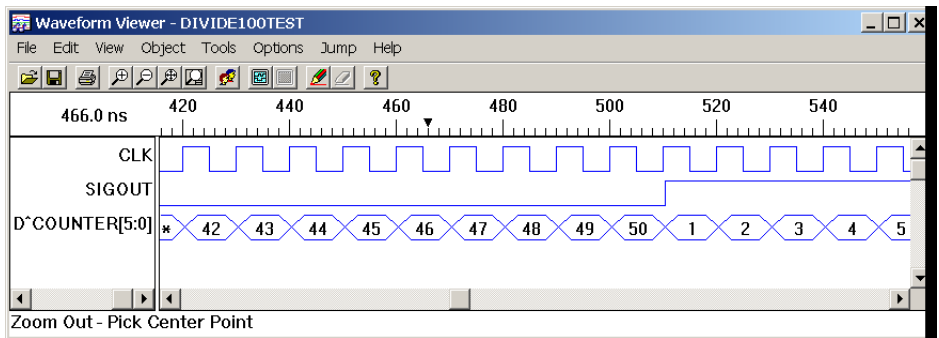 Waveform Viewer - DIVIDE100TEST
File Edit View Object Tools Options Jump Help
466.0 ns 420 440 460 480 500 520 540
CLK
SIGOUT
D^COUNTER[5:0] * 42 43 44 45 46 47 48 49 50 1 2 3 4 5
Zoom Out - Pick Center Point